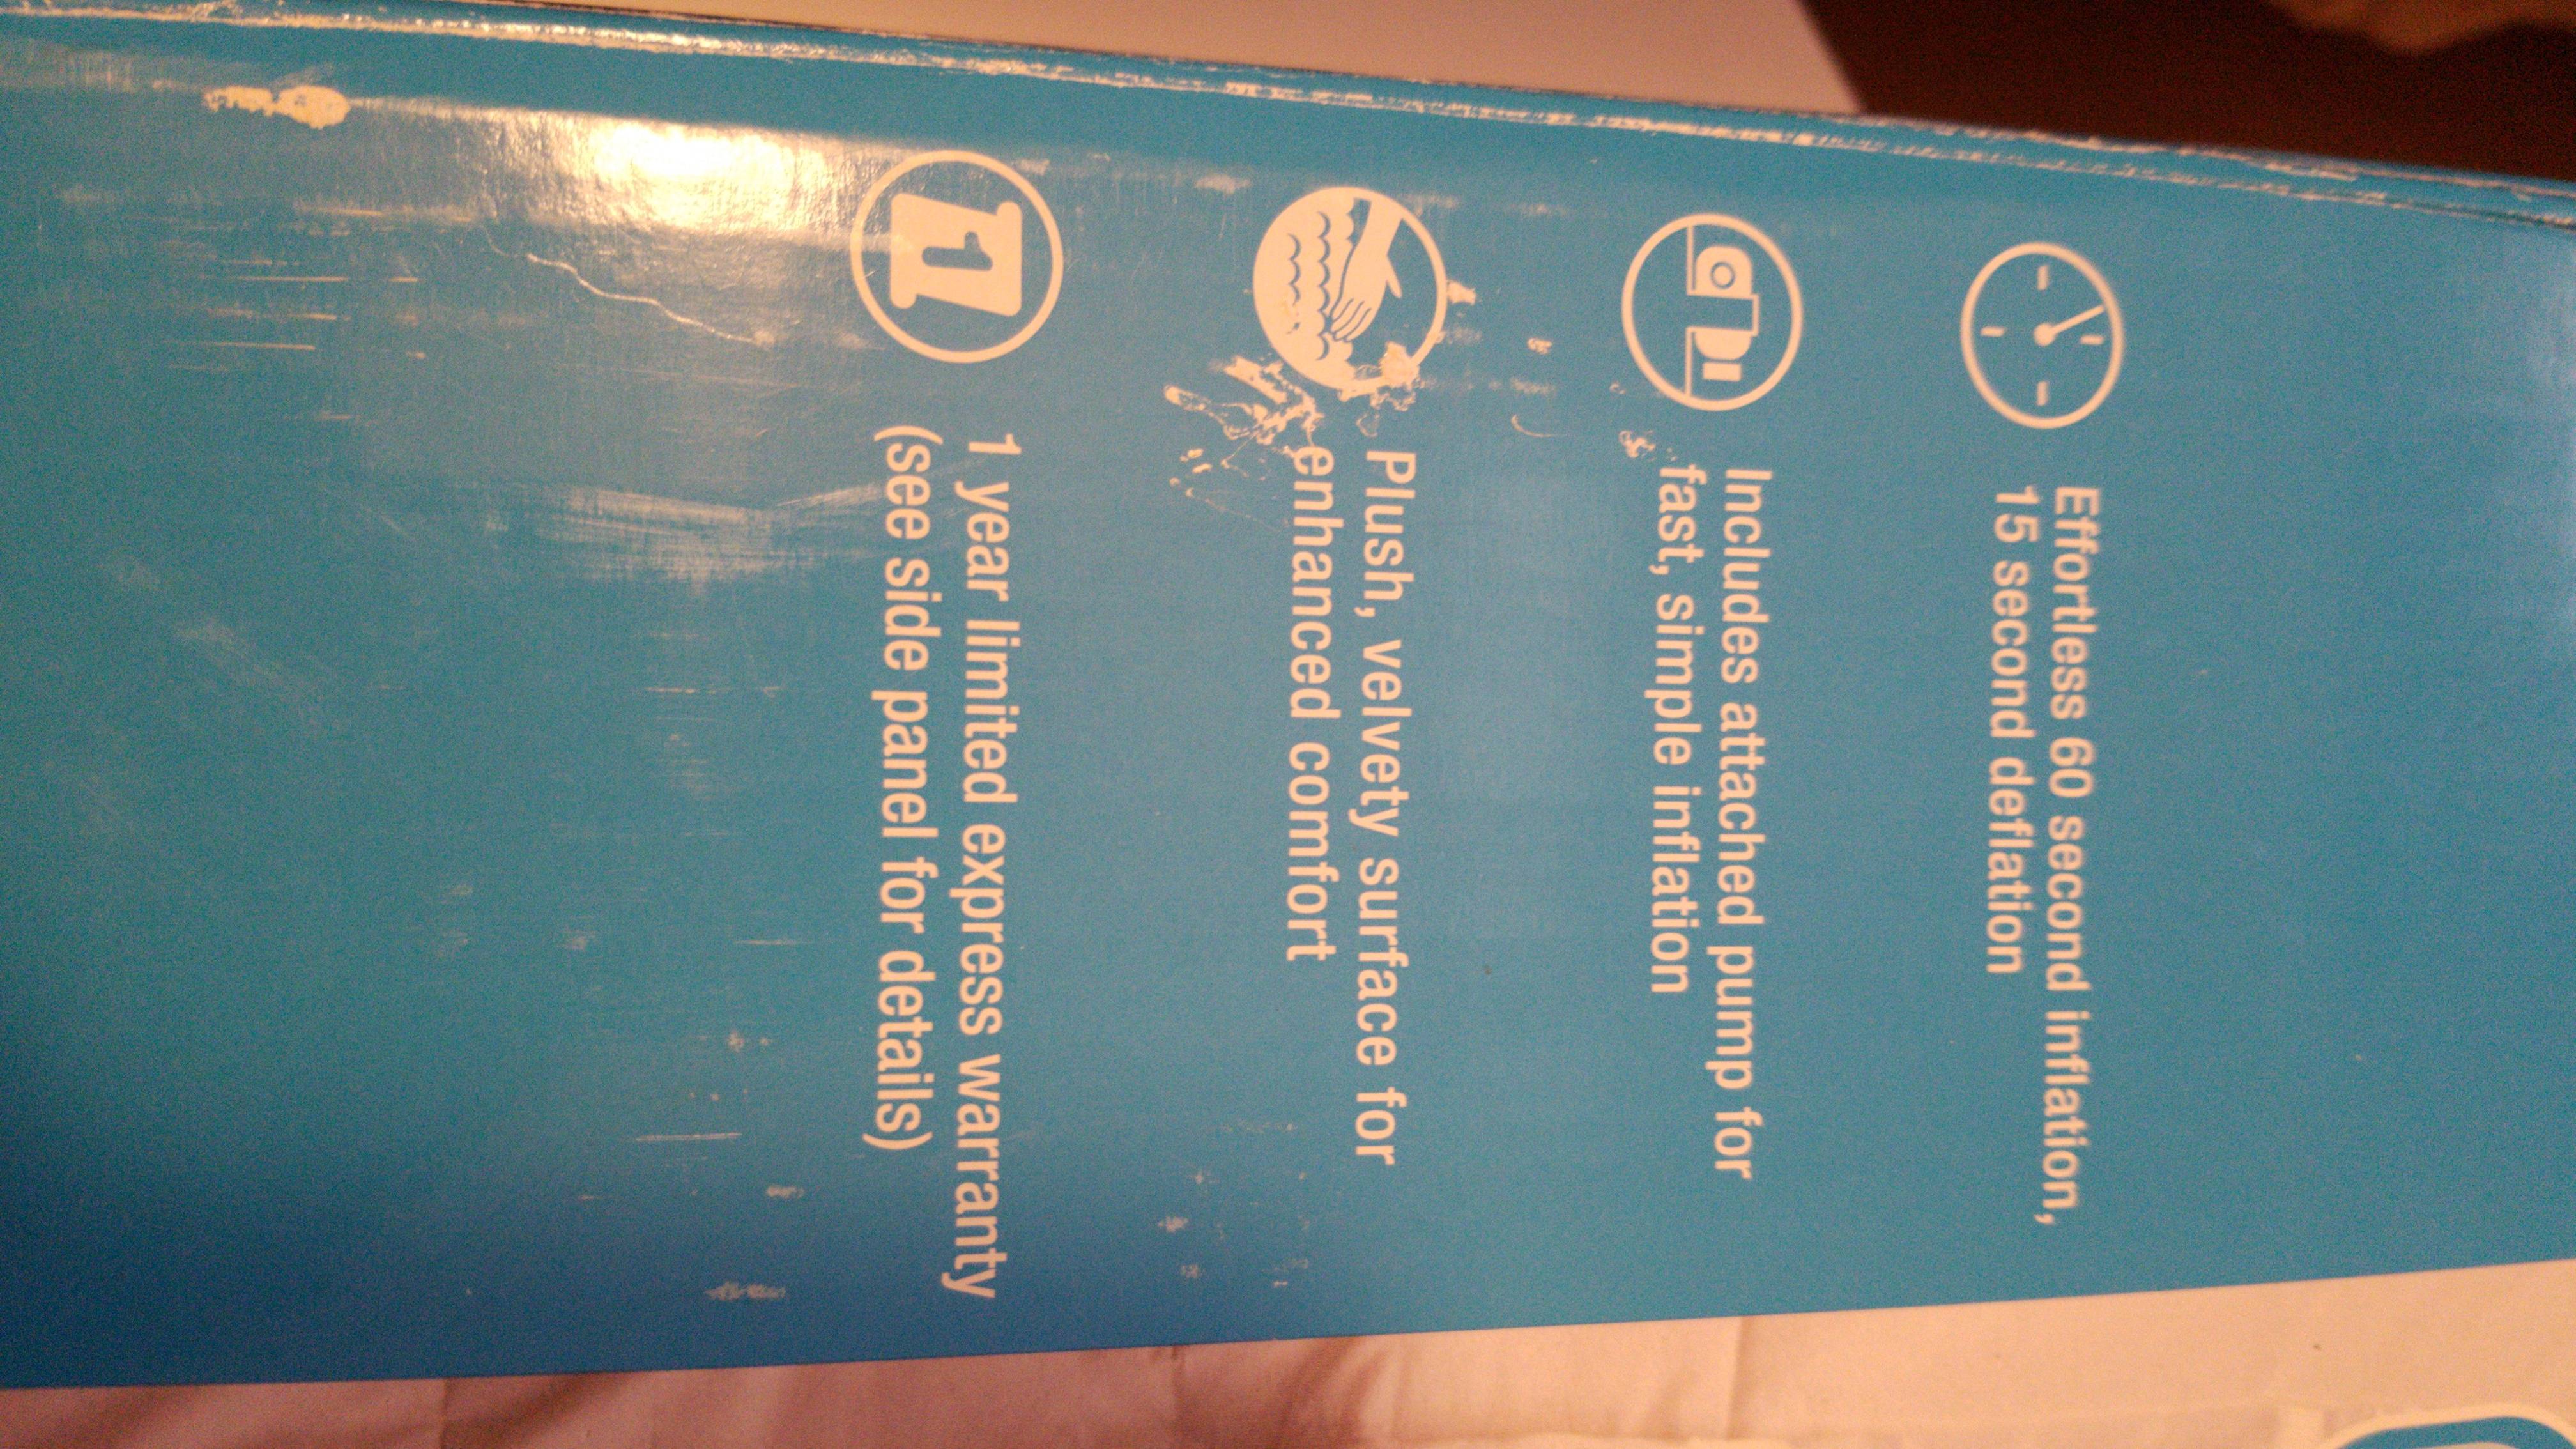 Effortless 60 second inflation,
15 second deflation
Includes attached pump for
fast, simple inflation
Plush, velvety surface for
enhanced comfort
1
1 year limited express warranty
(see side panel for details)